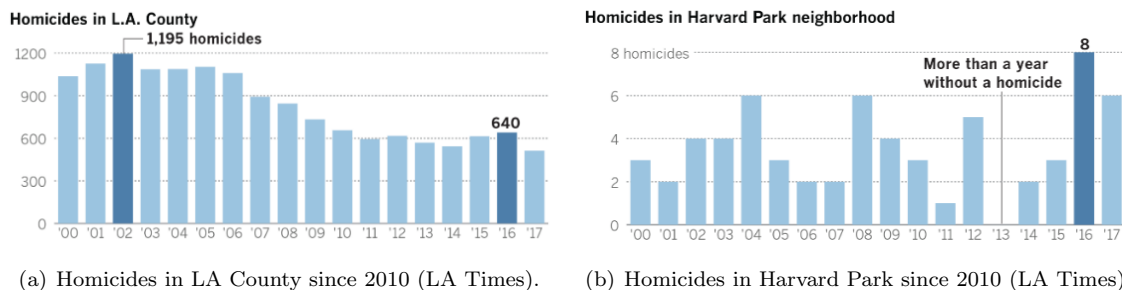 Homicides in L.A. County
1,195 homicides
1200
900
640
600
300
0
'00 '01 '02 '03 '04 '05 '06 '07 '08 '09 '10 '11 '12 '13 '14 '15 '16 '17
(a) Homicides in LA County since 2010 (LA Times).
Homicides in Harvard Park neighborhood
8
8 homicides
More than a year
without a homicide
6
4
2
0
'00 '01 '02 '03 '04 '05 '06 '07 '08 '09 '10 '11 '12 '13 '14 '15 '16 '17
(b) Homicides in Harvard Park since 2010 (LA Times)